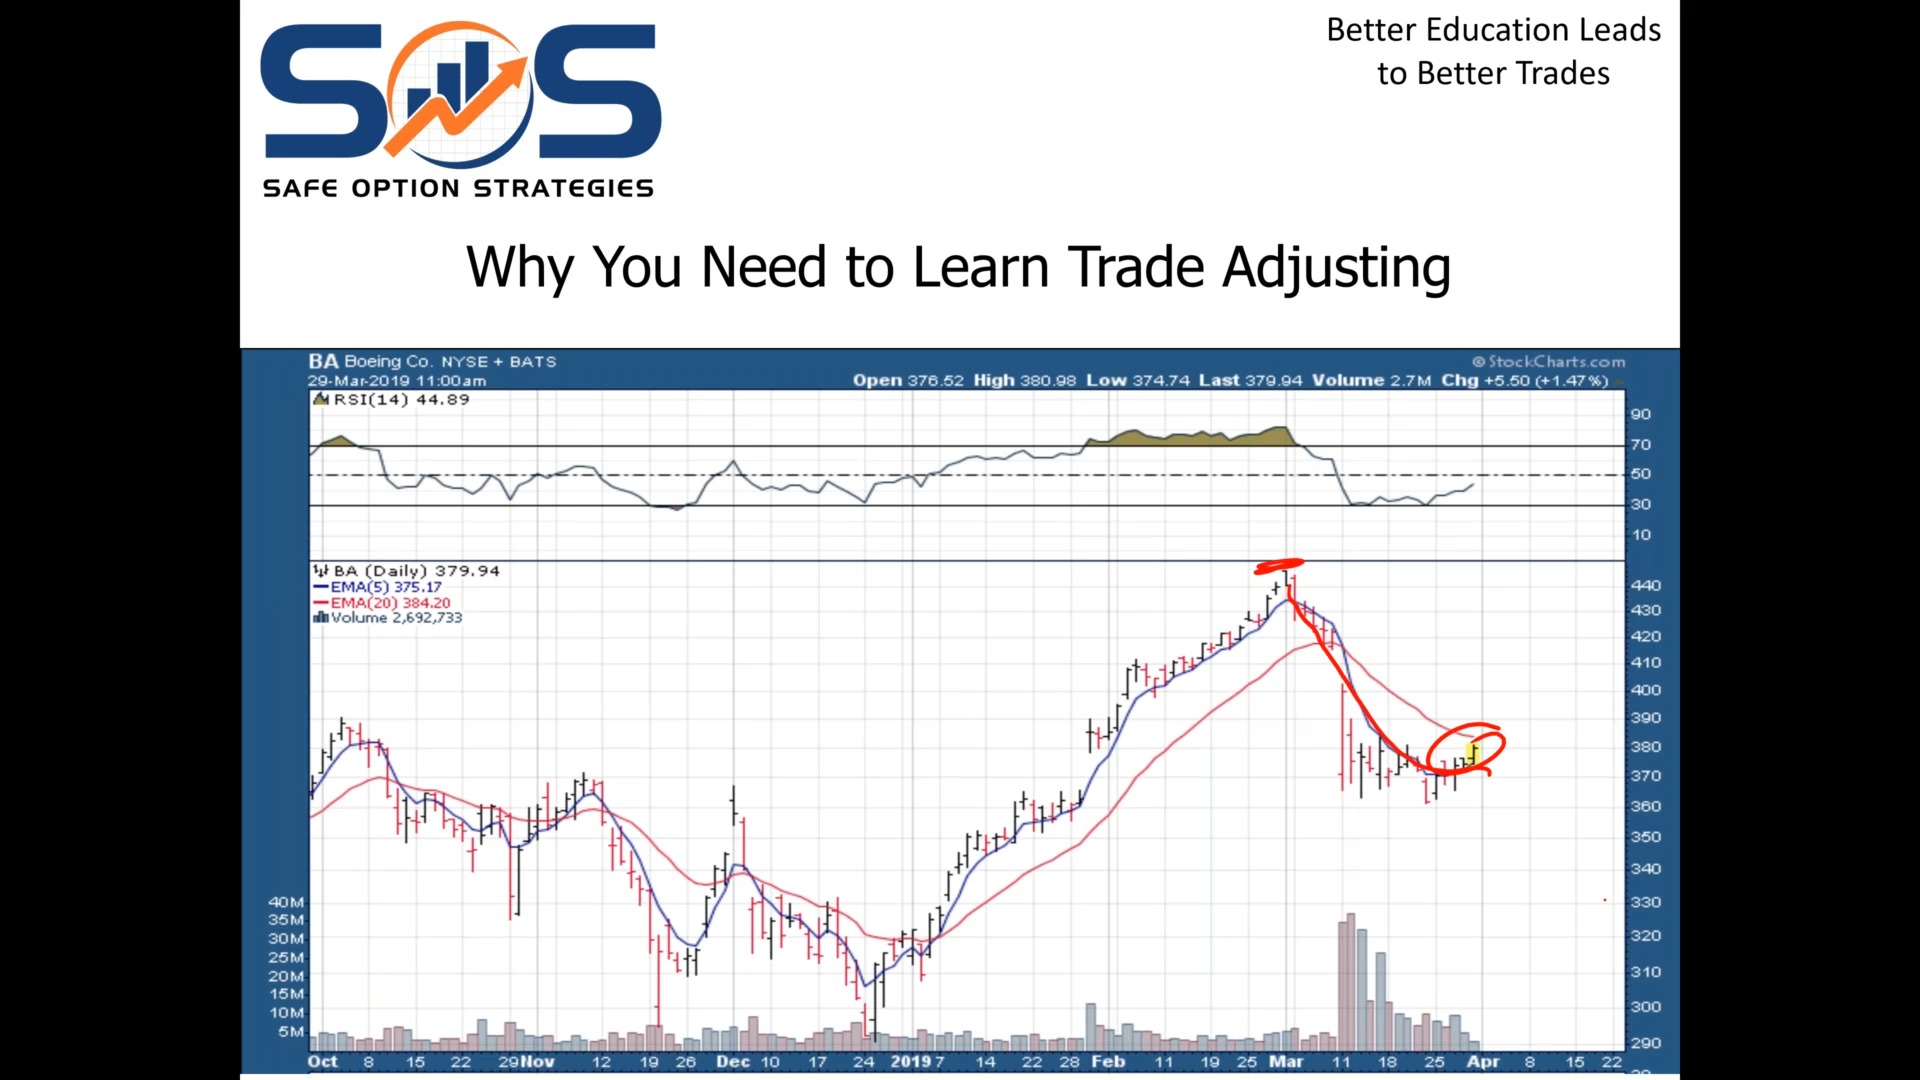 SOS
SAFE OPTION STRATEGIES
Better Education Leads
to Better Trades
Why You Need to Learn Trade Adjusting
BA Boeing Co. NYSE + BATS
©StockCharts.com
29-Mar-2019 11:00am
Open 376.52 High 380.98 Low 374.74 Last 379.94 Volume 2.7M Chg +5.50 (+1.47%)
RSI(14) 44.89
90
70
50
30
10
BA (Daily) 379.94
EMA(5) 375.17
EMA(20) 384.20
Volume 2,692,733
440
430
420
410
400
390
380
370
360
350
340
330
320
310
300
290
40M
35M
30M
25M
20M
15M
10M
5M
Oct 8 15 22 29 Nov 12 19 26 Dec 10 17 24 2019 7 14 22 28 Feb 11 19 25 Mar 11 18 25 Apr 8 15 22